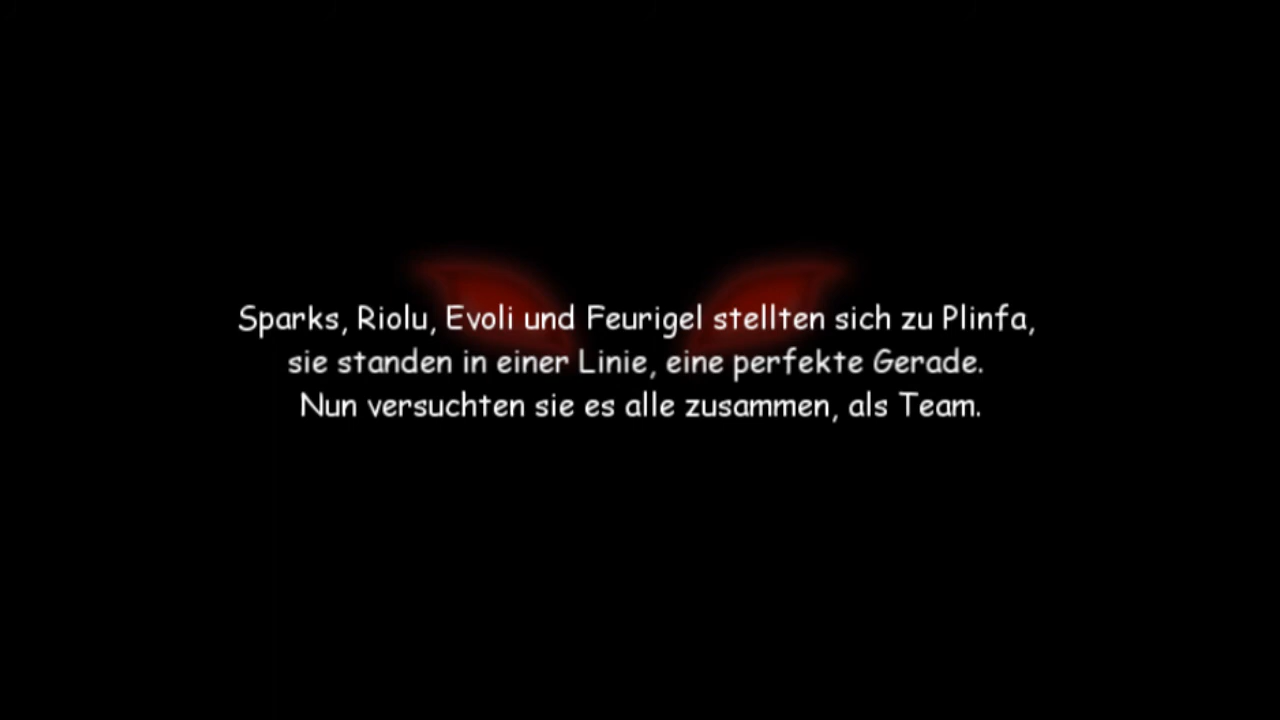 Sparks, Riolu, Evoli und Feurigel stellten sich zu Plinfa,
sie standen in einer Linie, eine perfekte Gerade.
Nun versuchten sie es alle zusammen, als Team.